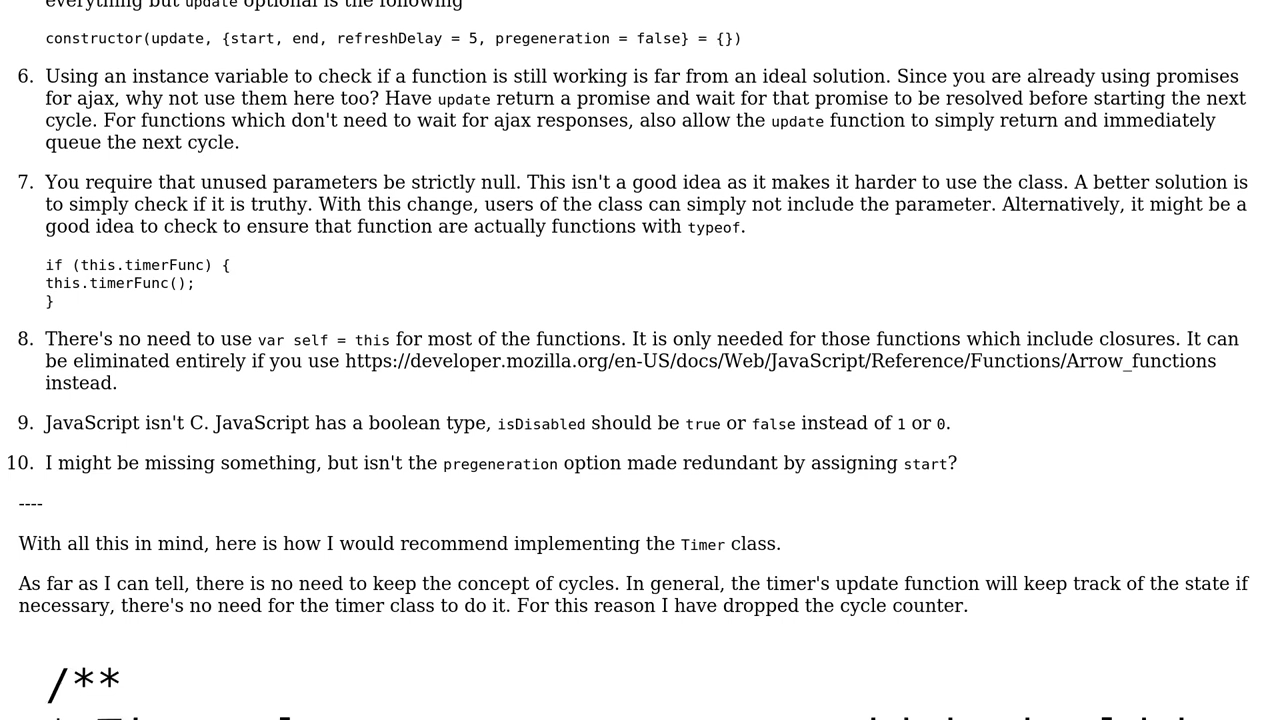 everything but update optional is the following
constructor(update, {start, end, refreshDelay = 5, pregeneration = false} = {})
6. Using an instance variable to check if a function is still working is far from an ideal solution. Since you are already using promises
for ajax, why not use them here too? Have update return a promise and wait for that promise to be resolved before starting the next
cycle. For functions which don't need to wait for ajax responses, also allow the update function to simply return and immediately
queue the next cycle.
7. You require that unused parameters be strictly null. This isn't a good idea as it makes it harder to use the class. A better solution is
to simply check if it is truthy. With this change, users of the class can simply not include the parameter. Alternatively, it might be a
good idea to check to ensure that function are actually functions with typeof.
if (this.timerFunc) {
this.timerFunc();
}
8. There's no need to use var self = this for most of the functions. It is only needed for those functions which include closures. It can
be eliminated entirely if you use https://developer.mozilla.org/en-US/docs/Web/JavaScript/Reference/Functions/Arrow_functions
instead.
9. JavaScript isn't C. JavaScript has a boolean type, isDisabled should be true or false instead of 1 or 0.
10. I might be missing something, but isn't the pregeneration option made redundant by assigning start?
----
With all this in mind, here is how I would recommend implementing the Timer class.
As far as I can tell, there is no need to keep the concept of cycles. In general, the timer's update function will keep track of the state if
necessary, there's no need for the timer class to do it. For this reason I have dropped the cycle counter.
/**